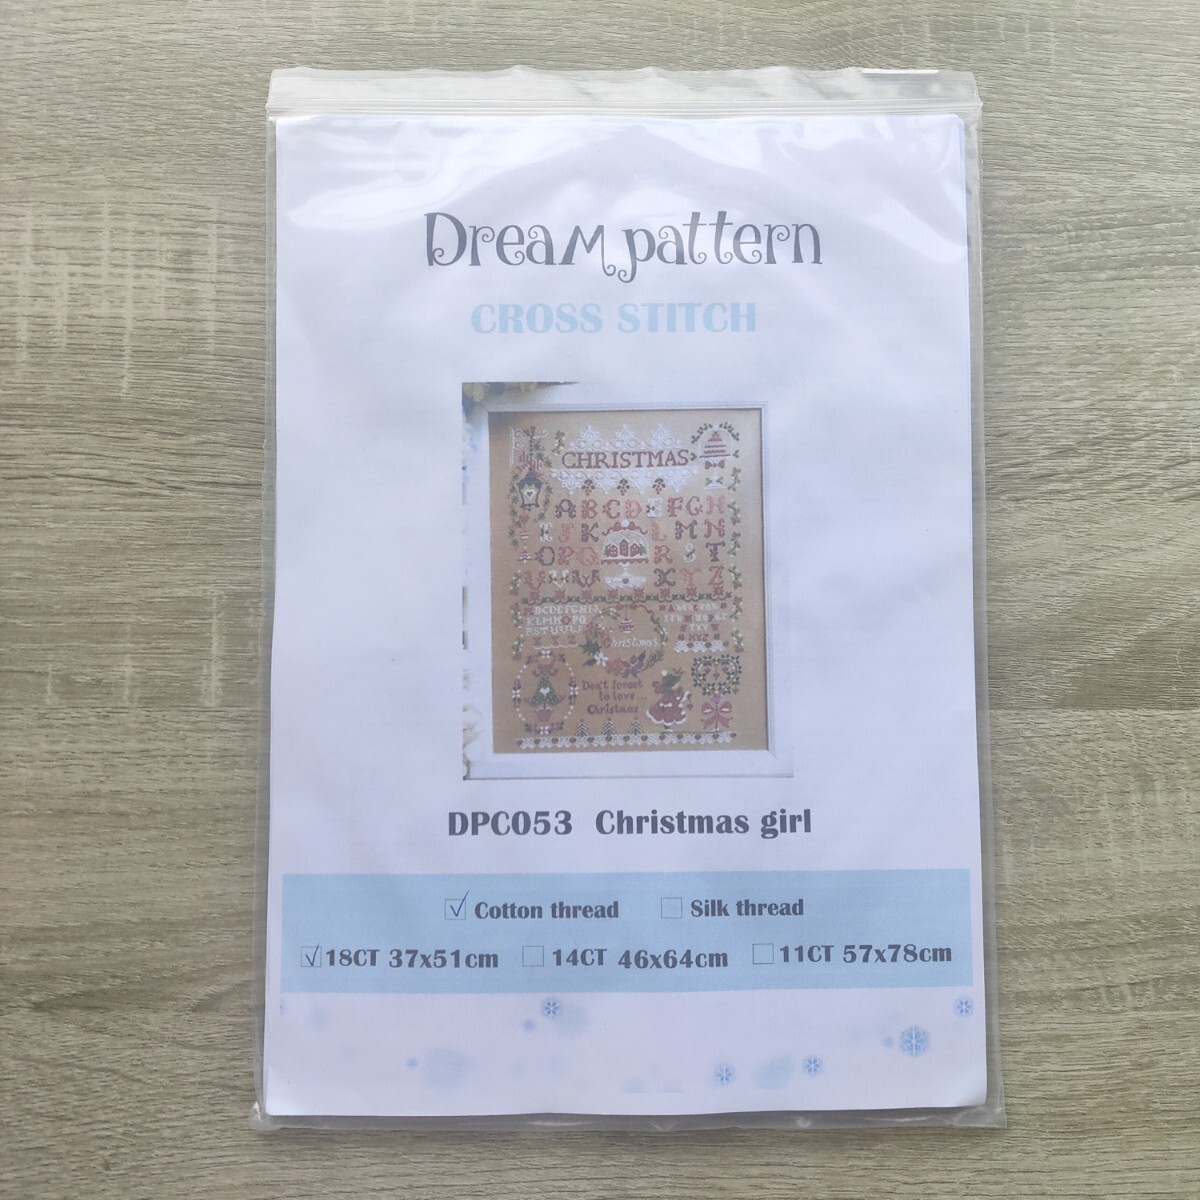 Dream pattern
CROSS STITCH
CHRISTMAS
A B C D E F G H
I J K L M N
O P Q R S T
U V W X Y Z
Christmas
Don't forget
to love...
Christmas
DPC053 Christmas girl
Cotton thread Silk thread
18CT 37x51cm 14CT 46x64cm 11CT 57x78cm